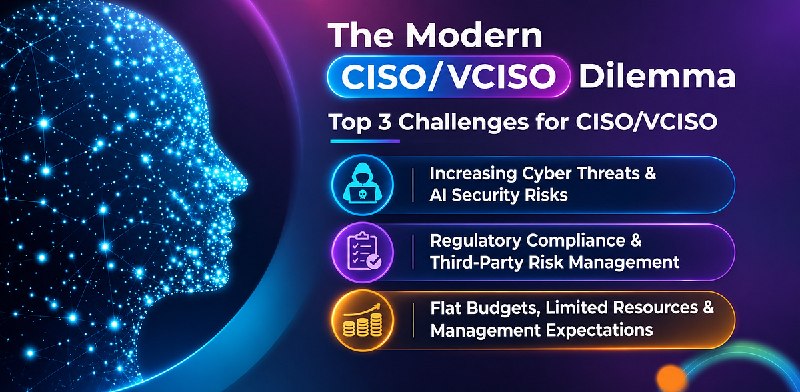 The Modern
CISO/VCISO Dilemma
Top 3 Challenges for CISO/VCISO
Increasing Cyber Threats &
AI Security Risks
Regulatory Compliance &
Third-Party Risk Management
Flat Budgets, Limited Resources &
Management Expectations